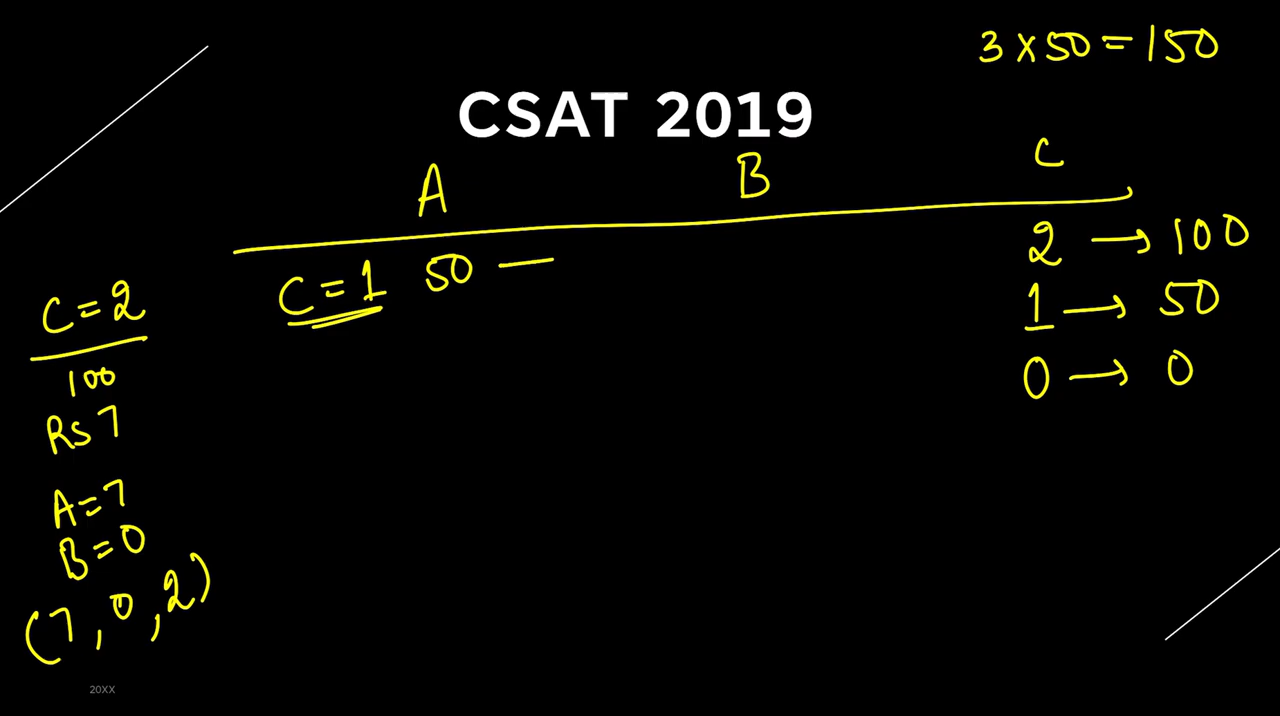 3 × 50 = 150
CSAT 2019
A B C
C = 1 50 —
2 → 100
1 → 50
0 → 0
C = 2
100
Rs 7
A = 7
B = 0
(7, 0, 2)
20XX